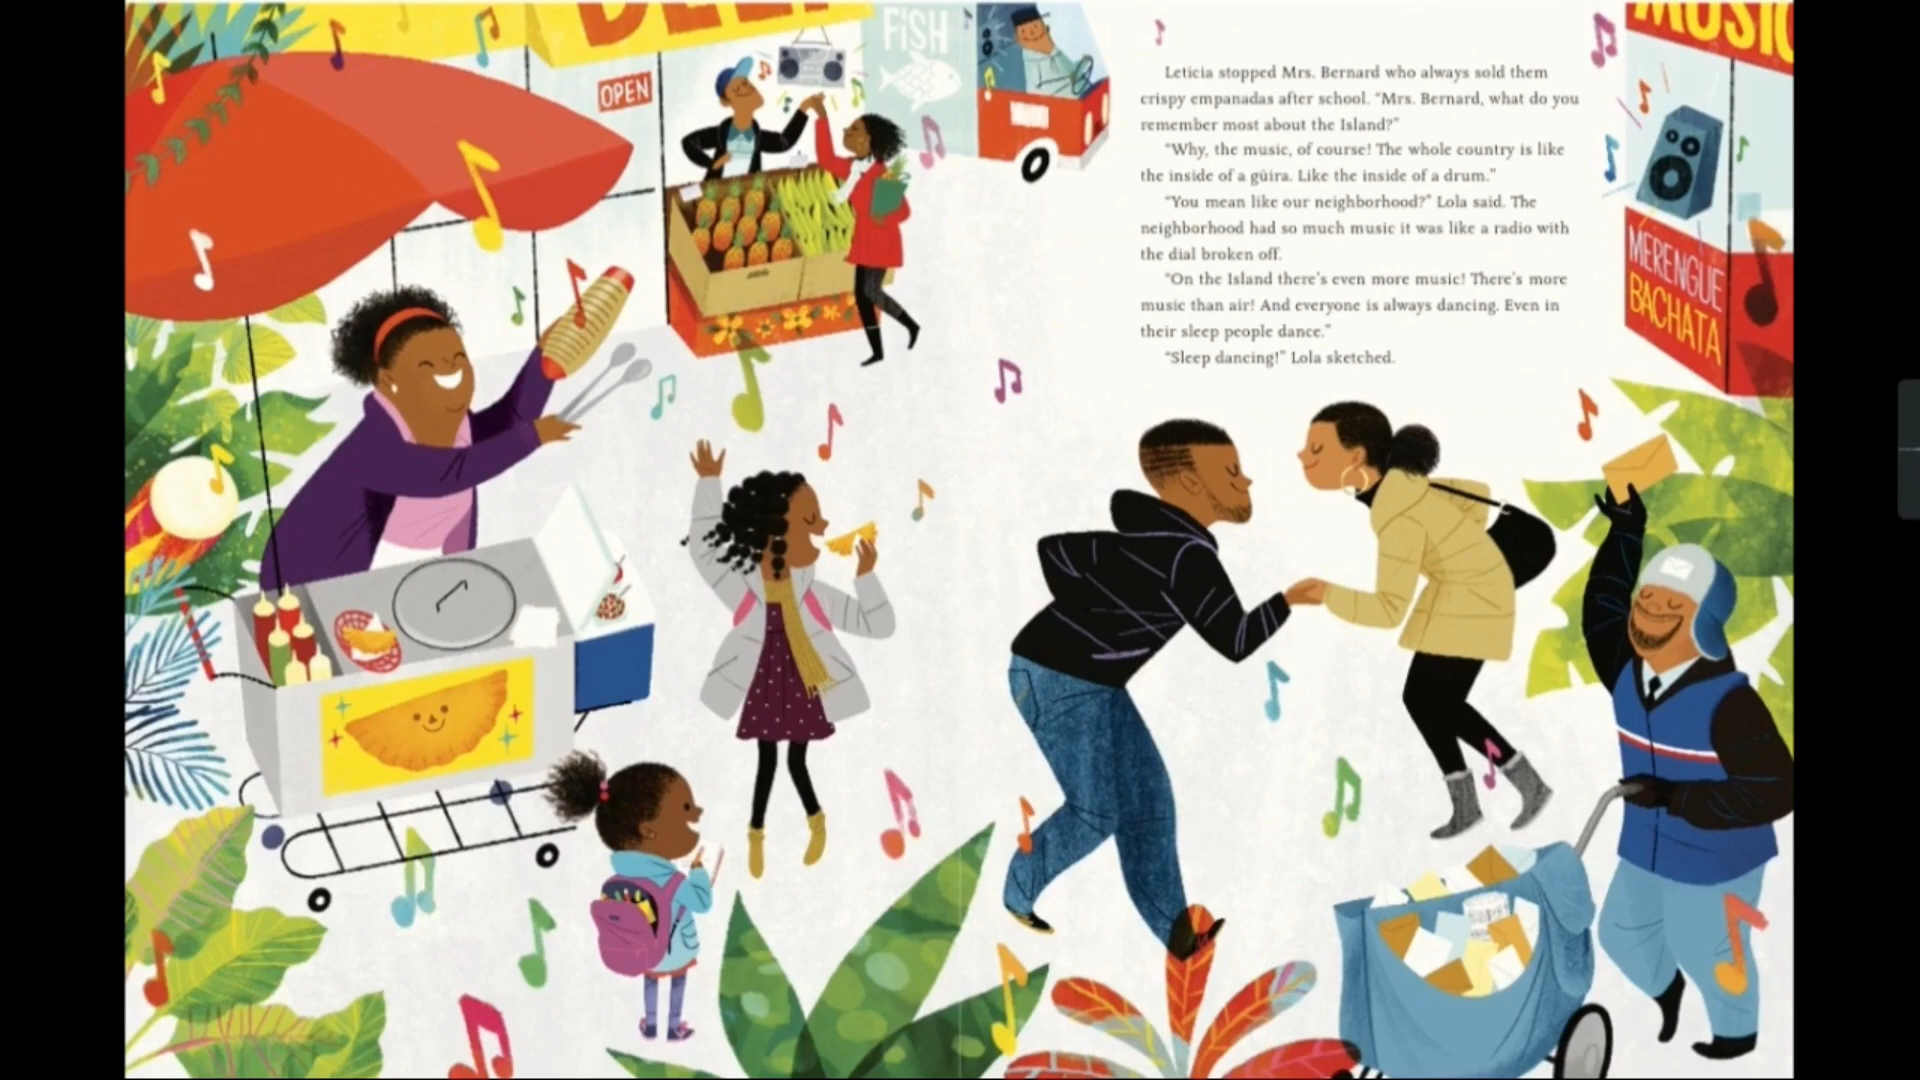 DELI
FiSH
OPEN
MUSIC
Leticia stopped Mrs. Bernard who always sold them
crispy empanadas after school. “Mrs. Bernard, what do you
remember most about the Island?”
“Why, the music, of course! The whole country is like
the inside of a güira. Like the inside of a drum.”
“You mean like our neighborhood?” Lola said. The
neighborhood had so much music it was like a radio with
the dial broken off.
“On the Island there’s even more music! There’s more
music than air! And everyone is always dancing. Even in
their sleep people dance.”
“Sleep dancing!” Lola sketched.
MERENGUE
BACHATA